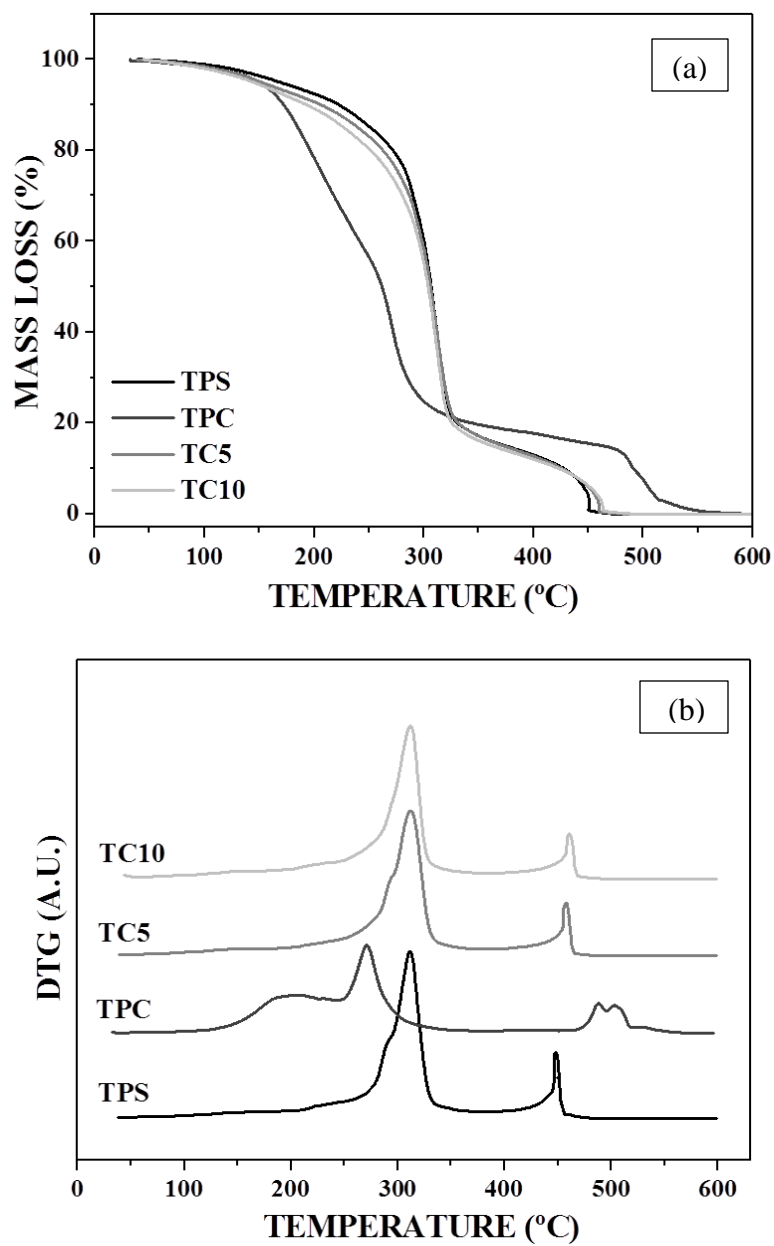 (a)
100
80
60
40
20
0
MASS LOSS (%)
TPS
TPC
TC5
TC10
0 100 200 300 400 500 600
TEMPERATURE (ºC)
(b)
DTG (A.U.)
TC10
TC5
TPC
TPS
0 100 200 300 400 500 600
TEMPERATURE (ºC)